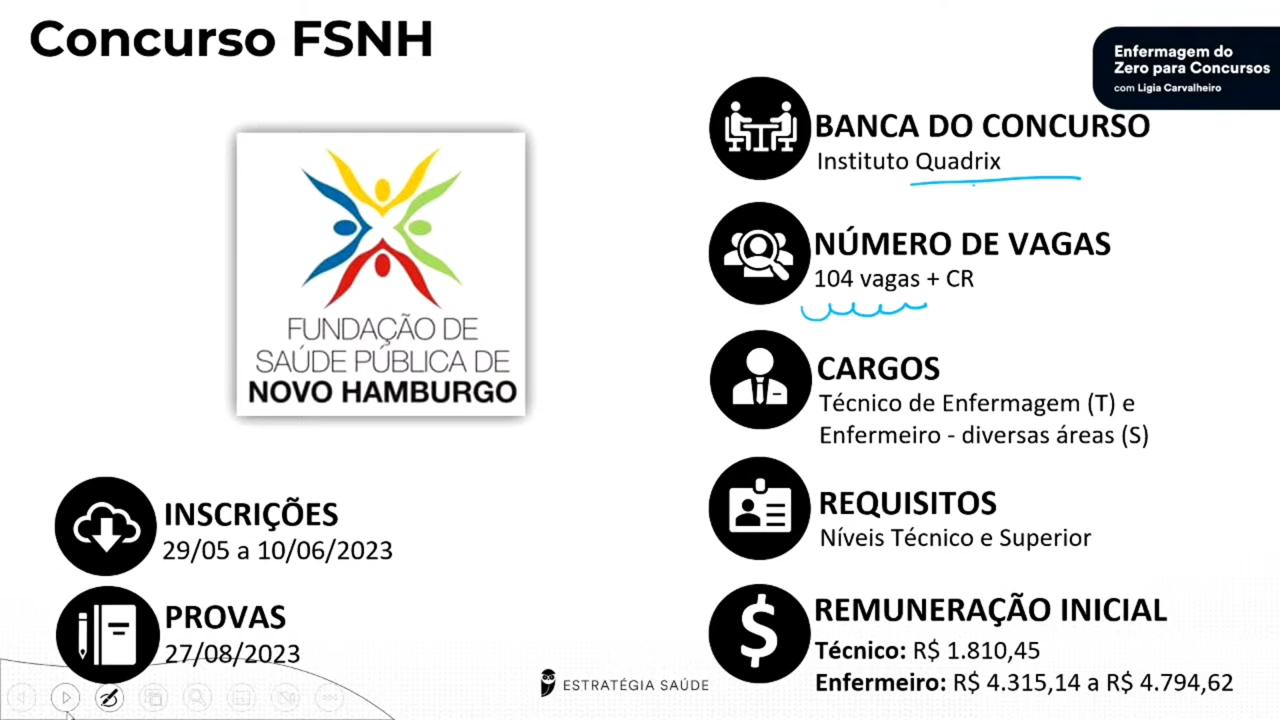 Concurso FSNH
Enfermagem do
Zero para Concursos
com Ligia Carvalheiro
FUNDAÇÃO DE
SAÚDE PÚBLICA DE
NOVO HAMBURGO
INSCRIÇÕES
29/05 a 10/06/2023
PROVAS
27/08/2023
BANCA DO CONCURSO
Instituto Quadrix
NÚMERO DE VAGAS
104 vagas + CR
CARGOS
Técnico de Enfermagem (T) e
Enfermeiro - diversas áreas (S)
REQUISITOS
Níveis Técnico e Superior
REMUNERAÇÃO INICIAL
Técnico: R$ 1.810,45
Enfermeiro: R$ 4.315,14 a R$ 4.794,62
ESTRATÉGIA SAÚDE